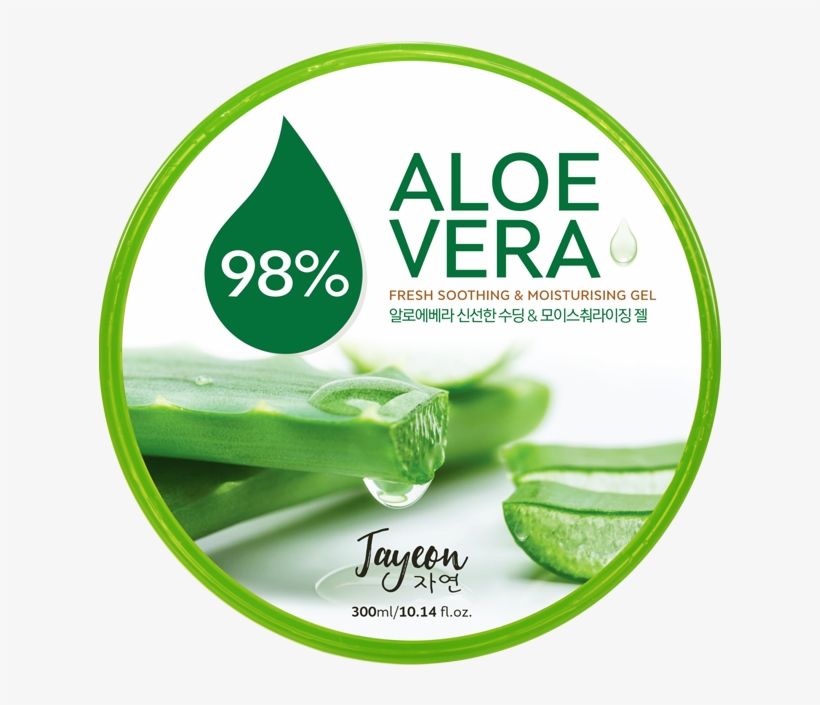 98%
ALOE
VERA
FRESH SOOTHING & MOISTURISING GEL
알로에베라 신선한 수딩 & 모이스춰라이징 젤
Jayeon
자연
300ml/10.14 fl.oz.